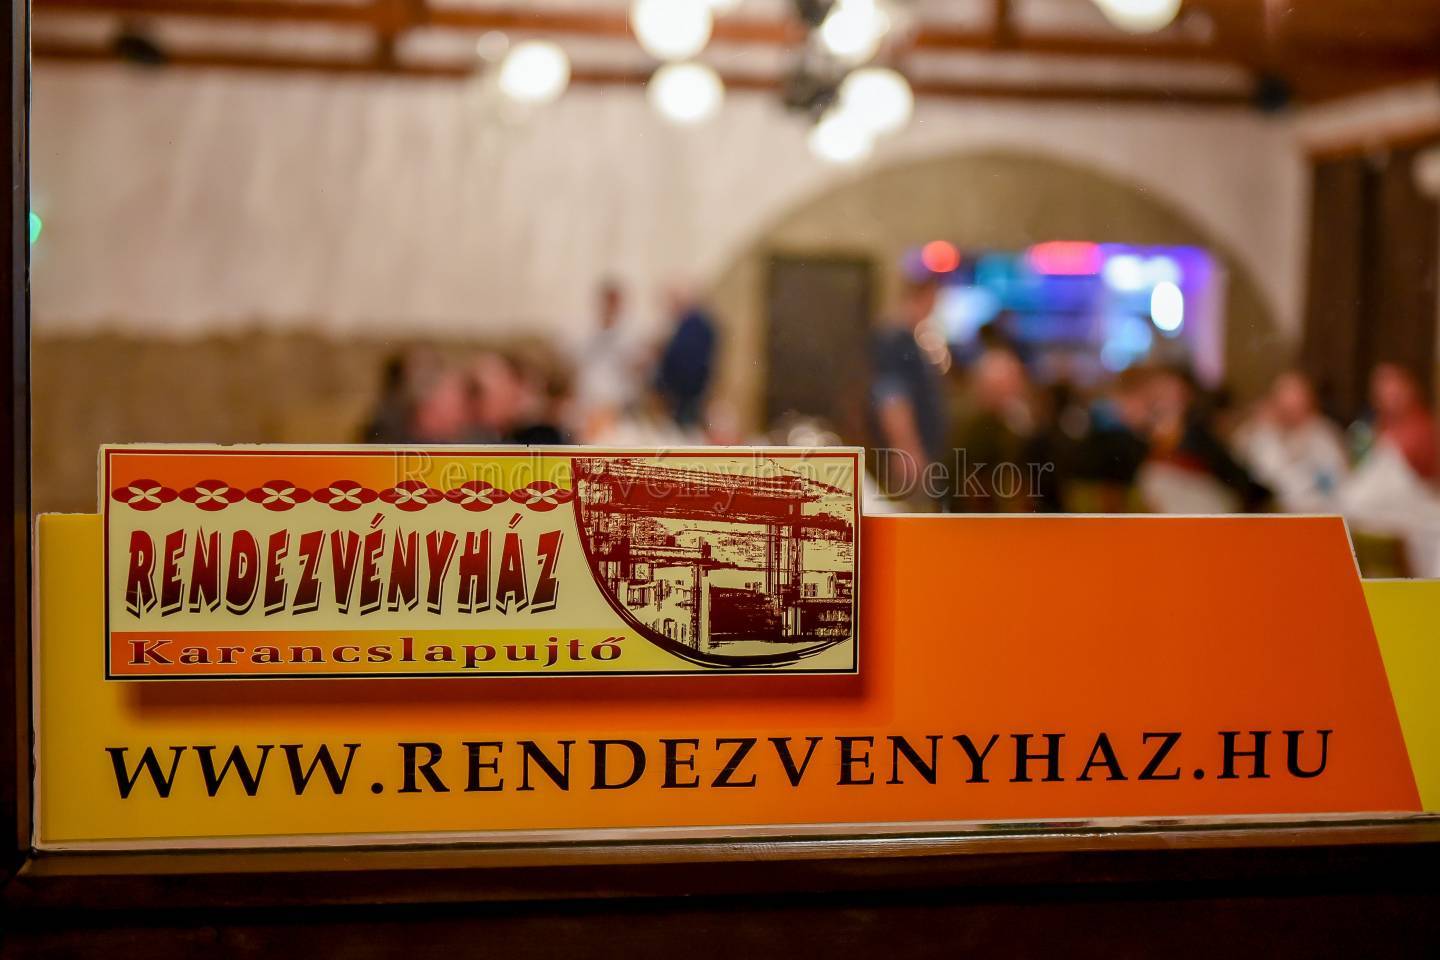 Rendezvényház Dekor
RENDEZVÉNYHÁZ
Karancslapujtő
WWW.RENDEZVENYHAZ.HU